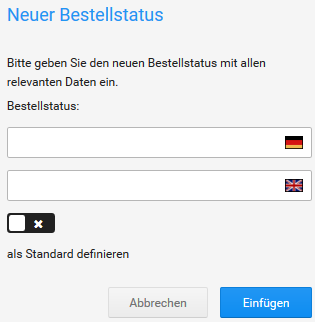 Neuer Bestellstatus
Bitte geben Sie den neuen Bestellstatus mit allen
relevanten Daten ein.
Bestellstatus:
als Standard definieren
Abbrechen
Einfügen